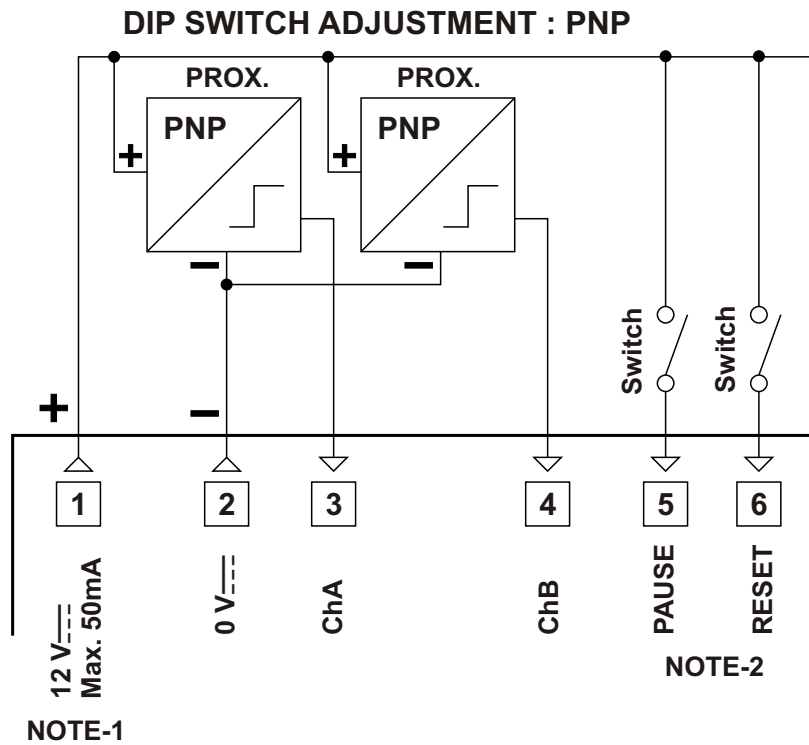 DIP SWITCH ADJUSTMENT : PNP
PROX.
PROX.
PNP
PNP
+
+
−
−
Switch
Switch
+
−
1
2
3
4
5
6
12 V
Max. 50mA
0 V
ChA
ChB
PAUSE
RESET
NOTE-2
NOTE-1